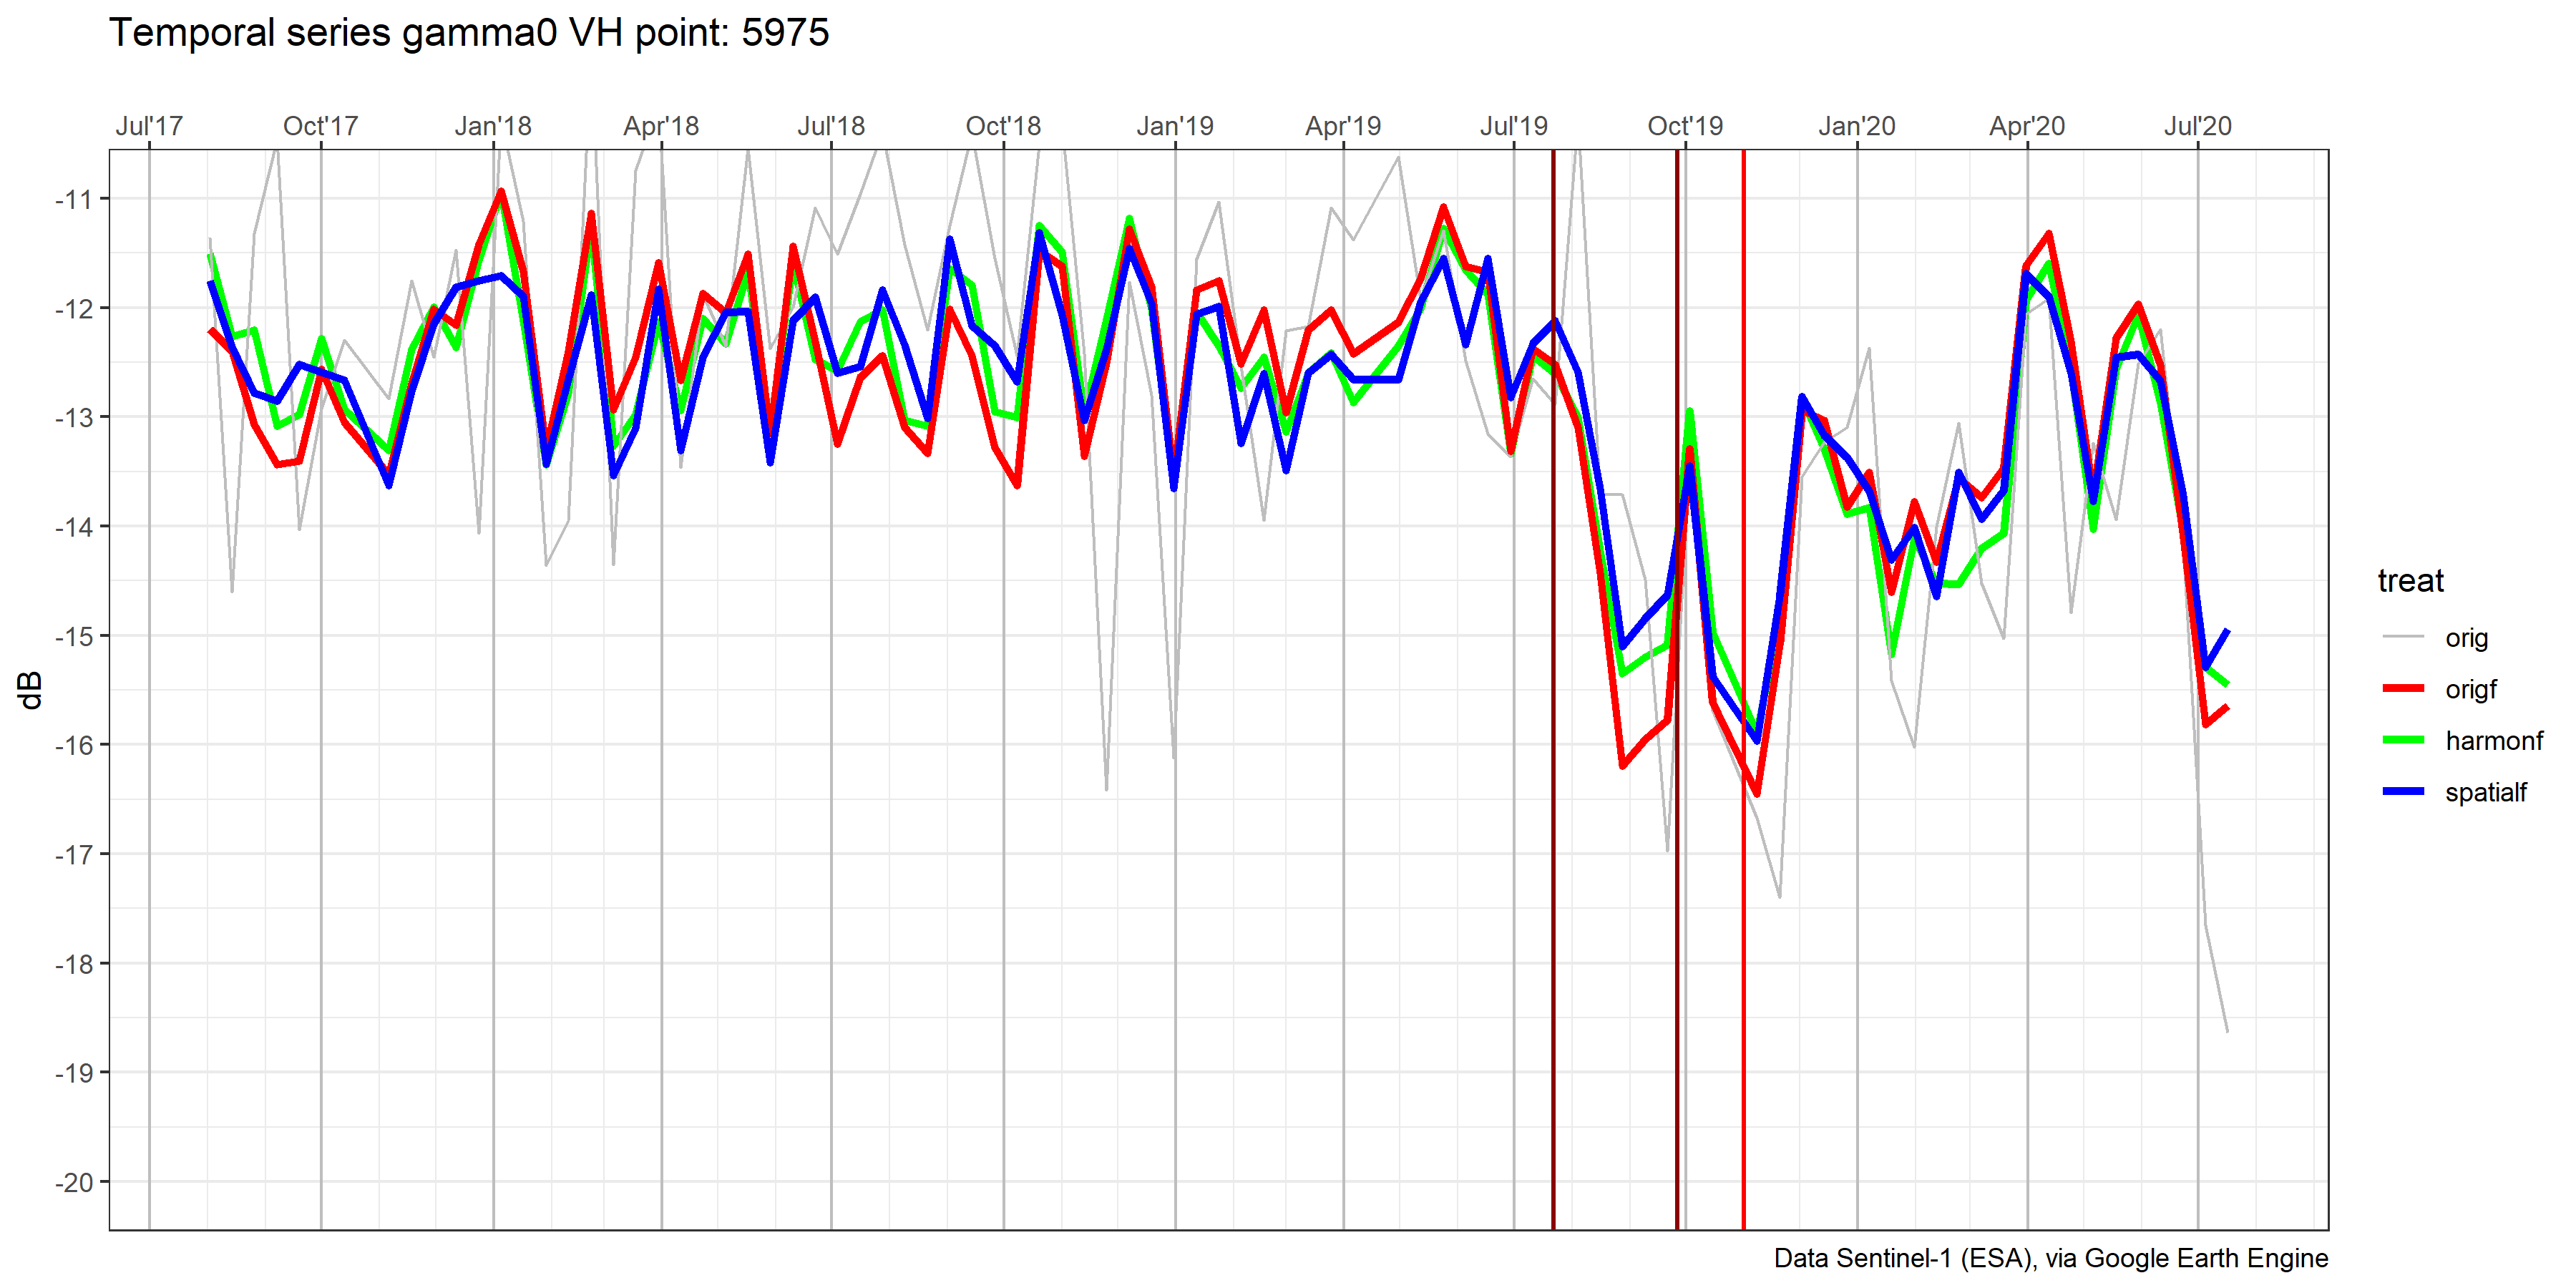 Temporal series gamma0 VH point: 5975
Jul'17 Oct'17 Jan'18 Apr'18 Jul'18 Oct'18 Jan'19 Apr'19 Jul'19 Oct'19 Jan'20 Apr'20 Jul'20
-11
-12
-13
-14
-15
-16
-17
-18
-19
-20
dB
treat
orig
origf
harmonf
spatialf
Data Sentinel-1 (ESA), via Google Earth Engine